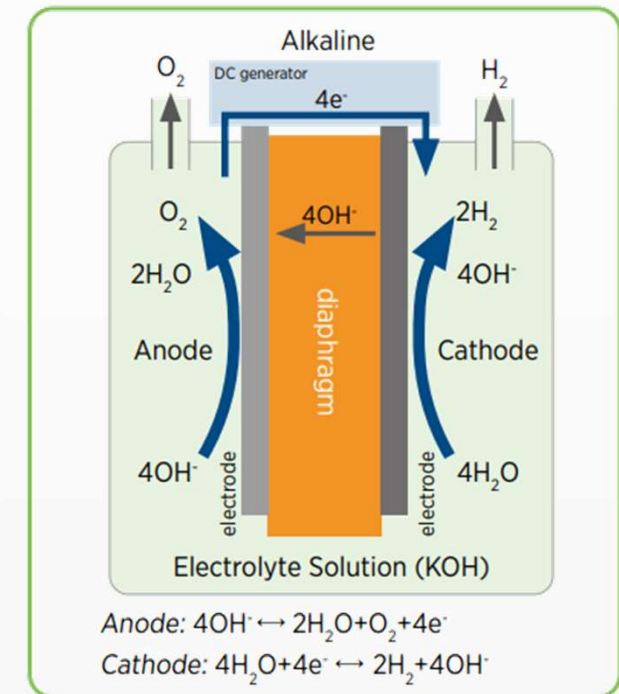 Alkaline
O₂
DC generator
H₂
4e⁻
O₂
4OH⁻
2H₂
2H₂O
4OH⁻
diaphragm
Anode
Cathode
4OH⁻
electrode
electrode
4H₂O
Electrolyte Solution (KOH)
Anode: 4OH⁻ ↔ 2H₂O+O₂+4e⁻
Cathode: 4H₂O+4e⁻ ↔ 2H₂+4OH⁻